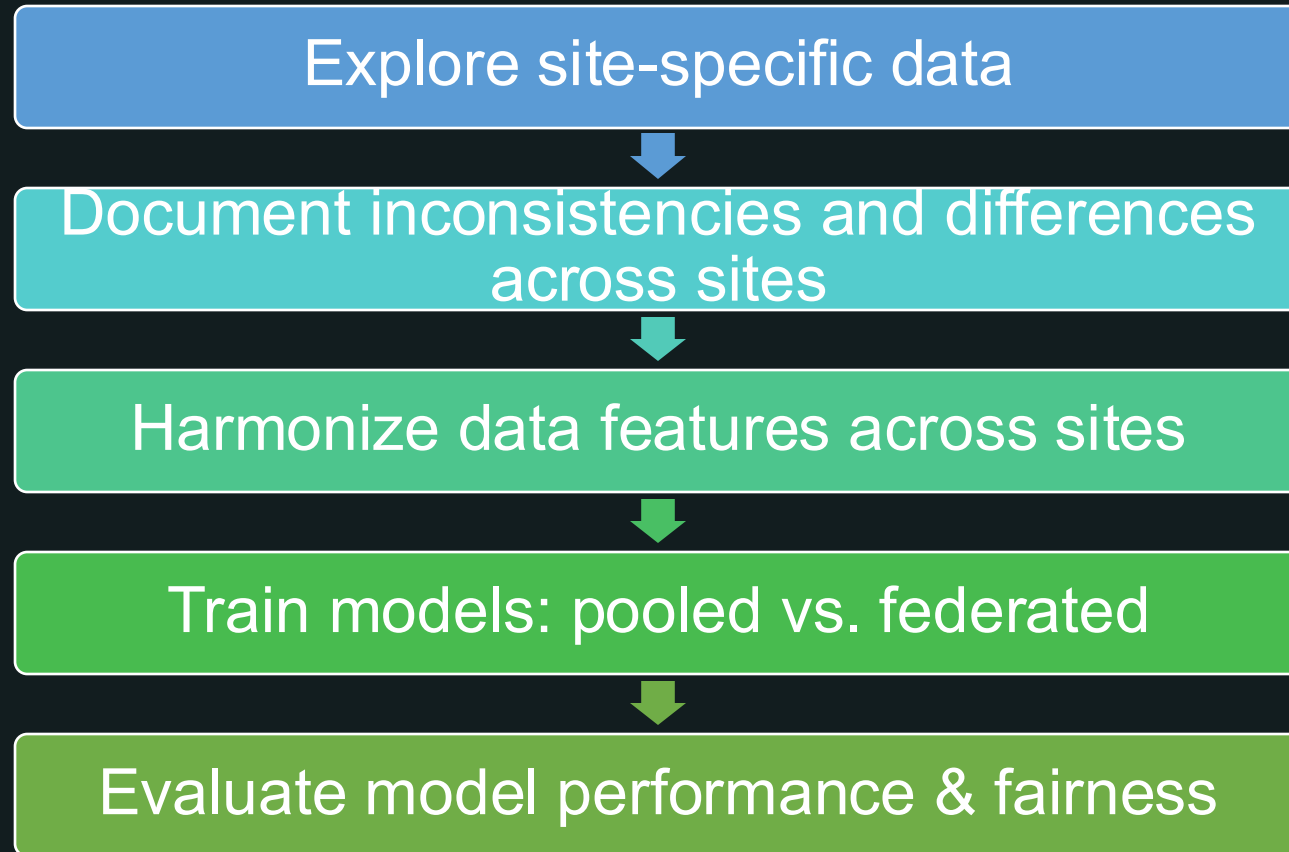 Explore site-specific data
Document inconsistencies and differences
across sites
Harmonize data features across sites
Train models: pooled vs. federated
Evaluate model performance & fairness